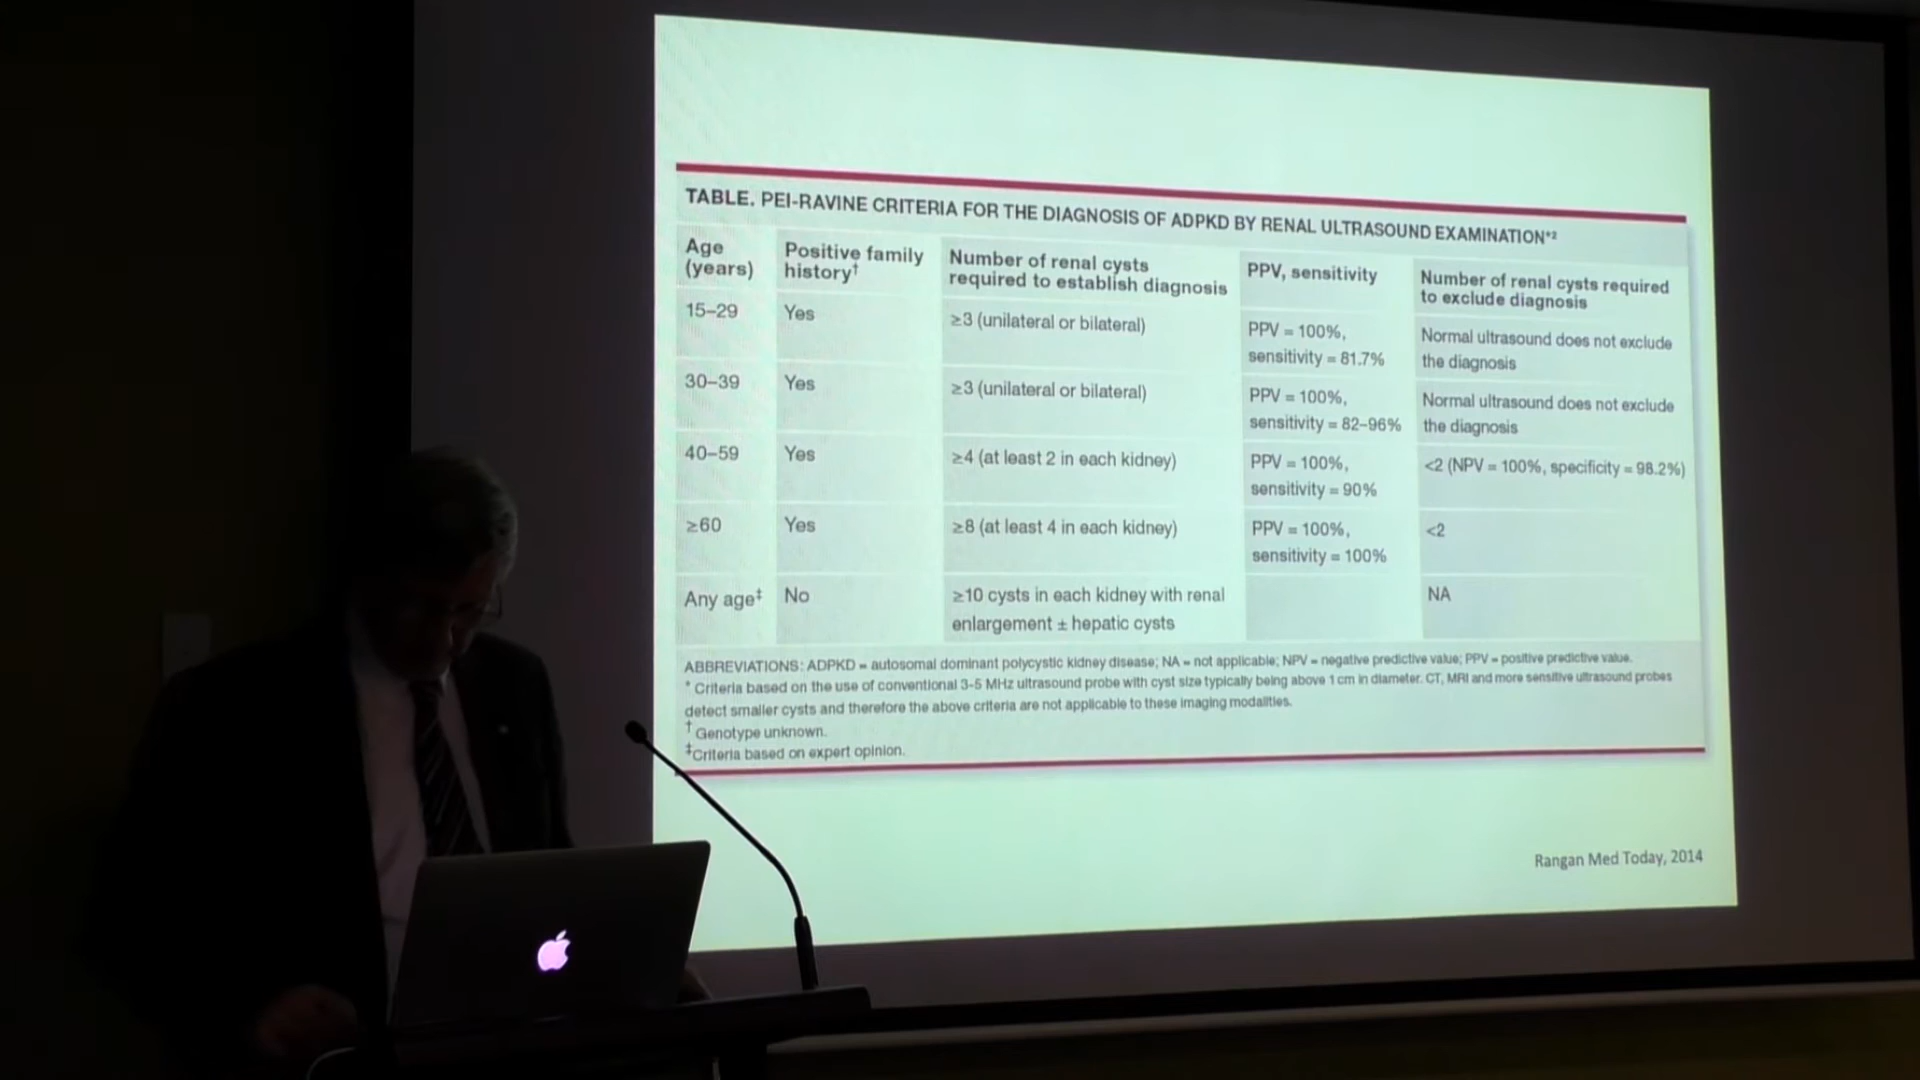 TABLE. PEI-RAVINE CRITERIA FOR THE DIAGNOSIS OF ADPKD BY RENAL ULTRASOUND EXAMINATION*²
Age (years)
Positive family history†
Number of renal cysts required to establish diagnosis
PPV, sensitivity
Number of renal cysts required to exclude diagnosis
15–29
Yes
≥3 (unilateral or bilateral)
PPV = 100%,
sensitivity = 81.7%
Normal ultrasound does not exclude
the diagnosis
30–39
Yes
≥3 (unilateral or bilateral)
PPV = 100%,
sensitivity = 82–96%
Normal ultrasound does not exclude
the diagnosis
40–59
Yes
≥4 (at least 2 in each kidney)
PPV = 100%,
sensitivity = 90%
<2 (NPV = 100%, specificity = 98.2%)
≥60
Yes
≥8 (at least 4 in each kidney)
PPV = 100%,
sensitivity = 100%
<2
Any age‡
No
≥10 cysts in each kidney with renal
enlargement ± hepatic cysts
NA
ABBREVIATIONS: ADPKD = autosomal dominant polycystic kidney disease; NA = not applicable; NPV = negative predictive value; PPV = positive predictive value.
* Criteria based on the use of conventional 3-5 MHz ultrasound probe with cyst size typically being above 1 cm in diameter. CT, MRI and more sensitive ultrasound probes
detect smaller cysts and therefore the above criteria are not applicable to these imaging modalities.
† Genotype unknown.
‡Criteria based on expert opinion.
Rangan Med Today, 2014